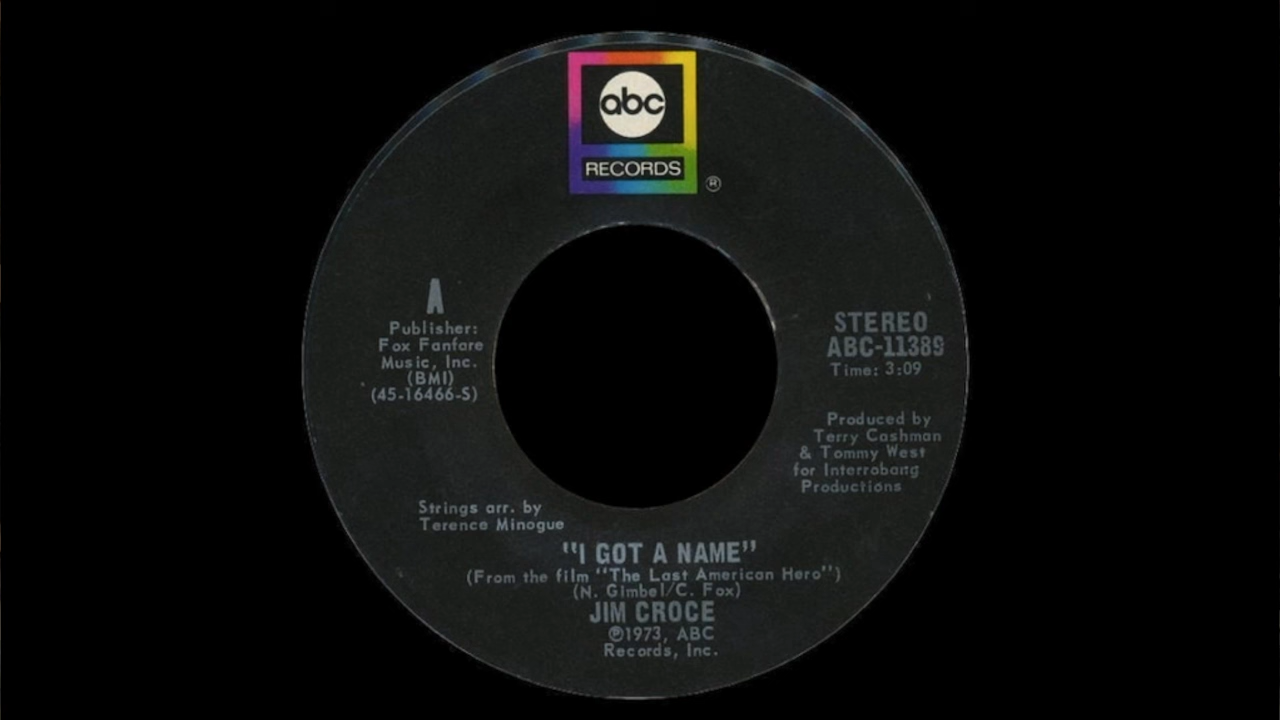 abc
RECORDS
®
A
Publisher:
Fox Fanfare
Music, Inc.
(BMI)
(45-16466-S)
STEREO
ABC-11389
Time: 3:09
Produced by
Terry Cashman
& Tommy West
for Interrobang
Productions
Strings arr. by
Terence Minogue
"I GOT A NAME"
(From the film "The Last American Hero")
(N. Gimbel/C. Fox)
JIM CROCE
℗1973, ABC
Records, Inc.